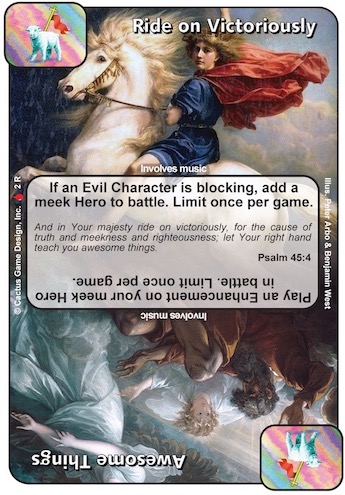 Ride on Victoriously
Involves music
If an Evil Character is blocking, add a
meek Hero to battle. Limit once per game.
And in Your majesty ride on victoriously, for the cause of
truth and meekness and righteousness; let Your right hand
teach you awesome things.
Psalm 45:4
© Cactus Game Design, Inc. 2 R
Illus. Peter Arbo & Benjamin West
Play an Enhancement on your meek Hero
in battle. Limit once per game.
Involves music
Awesome Things